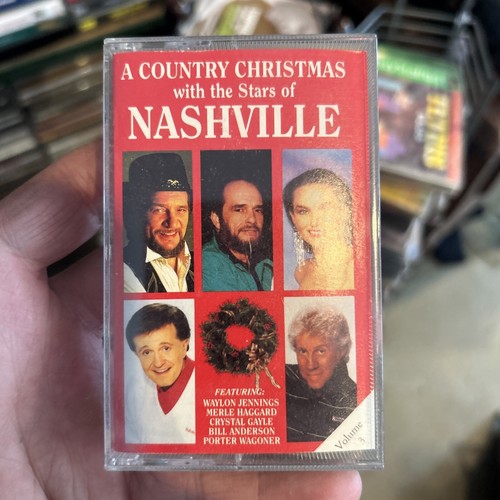 A COUNTRY CHRISTMAS
with the Stars of
NASHVILLE
FEATURING:
WAYLON JENNINGS
MERLE HAGGARD
CRYSTAL GAYLE
BILL ANDERSON
PORTER WAGONER
Volume
3